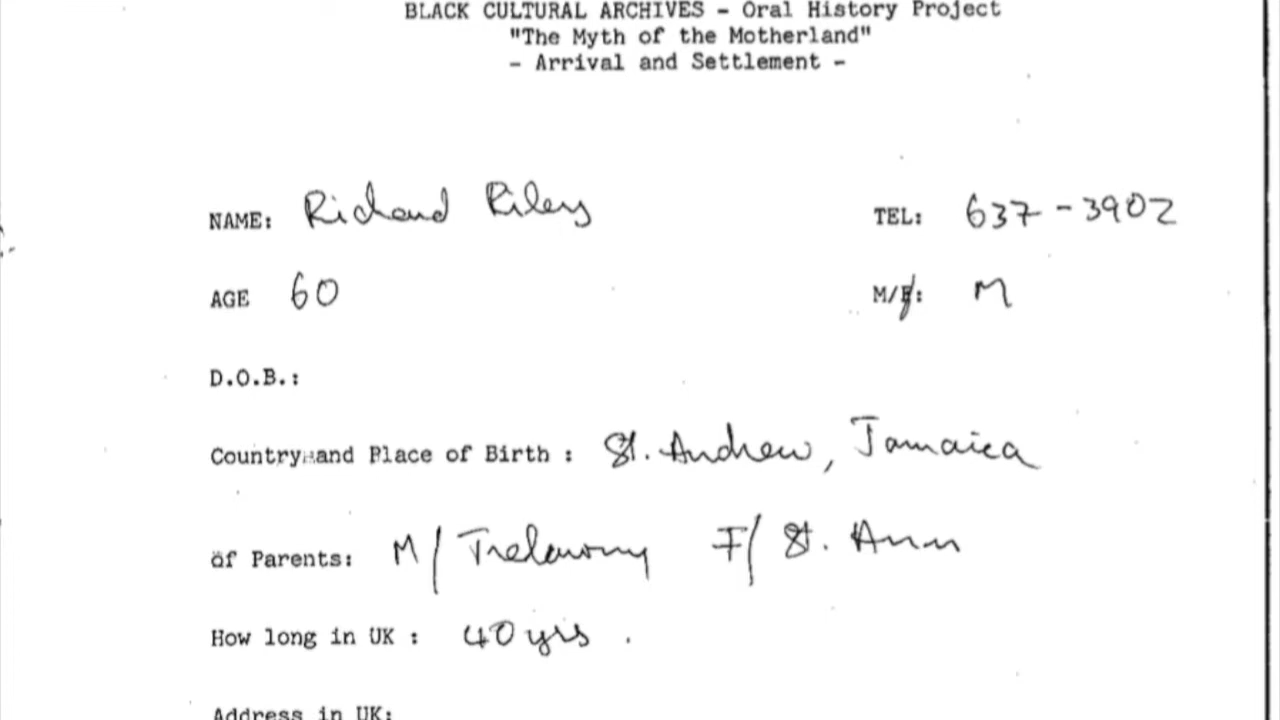 BLACK CULTURAL ARCHIVES - Oral History Project
"The Myth of the Motherland"
- Arrival and Settlement -
NAME: Richard Riley TEL: 637-3902
AGE 60 M/F: M
D.O.B.:
Country and Place of Birth : St. Andrew, Jamaica
of Parents: M/ Trelawny F/ St. Ann
How long in UK : 40 yrs.
Address in UK: